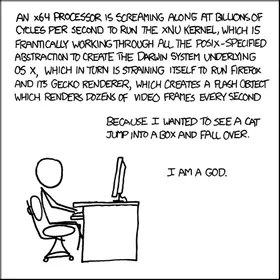 AN X64 PROCESSOR IS SCREAMING ALONG AT BILLIONS OF
CYCLES PER SECOND TO RUN THE XNU KERNEL, WHICH IS
FRANTICALLY WORKING THROUGH ALL THE POSIX-SPECIFIED
ABSTRACTION TO CREATE THE DARWIN SYSTEM UNDERLYING
OS X, WHICH IN TURN IS STRAINING ITSELF TO RUN FIREFOX
AND ITS GECKO RENDERER, WHICH CREATES A FLASH OBJECT
WHICH RENDERS DOZENS OF VIDEO FRAMES EVERY SECOND
BECAUSE I WANTED TO SEE A CAT
JUMP INTO A BOX AND FALL OVER.
I AM A GOD.